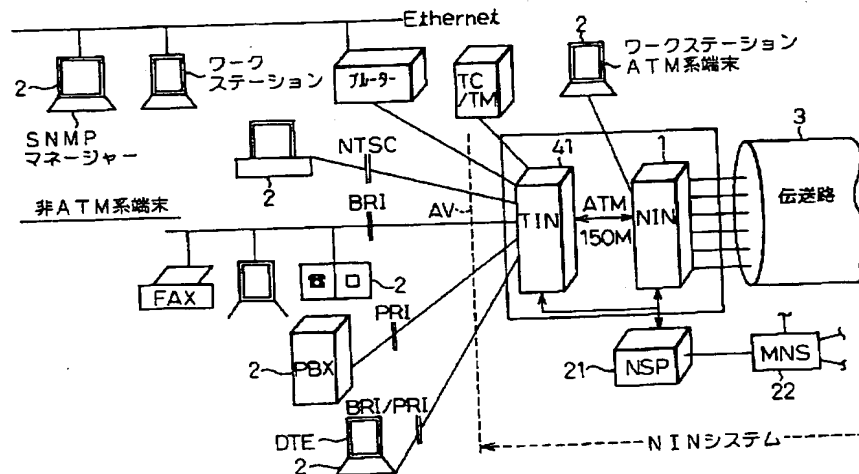 Ethernet
2
SNMP
マネージャー
ワーク
ステーション
ブルーター
TC
/TM
2
ワークステーション
ATM系端末
NTSC
2
41
1
3
TIN
ATM
150M
NIN
伝送路
非ATM系端末
BRI
AV
FAX
2
PRI
2
PBX
BRI/PRI
DTE
2
21
NSP
MNS
22
NINシステム